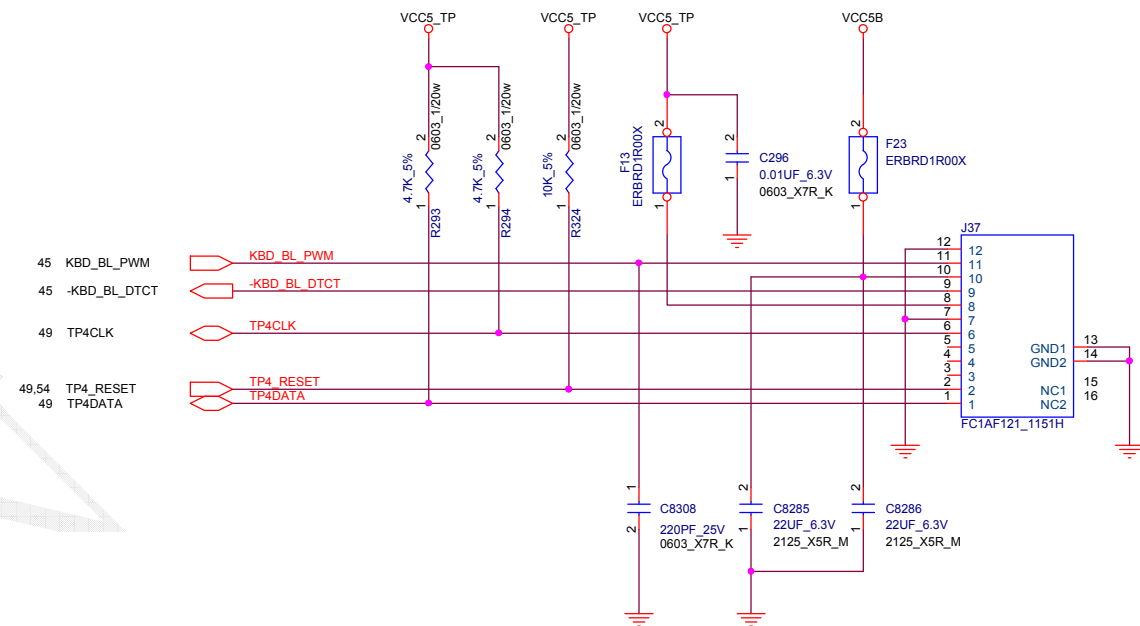 VCC5_TP VCC5_TP VCC5_TP VCC5B
2 0603_1/20w 2 0603_1/20w 2 0603_1/20w
4.7K_5% 4.7K_5% 10K_5%
1 R293 1 R294 1 R324
F13
ERBRD1R00X
2
1
2
1
C296
0.01UF_6.3V
0603_X7R_K
2
1
F23
ERBRD1R00X
45 KBD_BL_PWM KBD_BL_PWM
45 -KBD_BL_DTCT -KBD_BL_DTCT
49 TP4CLK TP4CLK
49,54 TP4_RESET TP4_RESET
49 TP4DATA TP4DATA
J37
12 12
11 11
10 10
9 9
8 8
7 7
6 6
5 5
4 4
3 3
2 2
1 1
GND1 13
GND2 14
NC1 15
NC2 16
FC1AF121_1151H
1
2
C8308
220PF_25V
0603_X7R_K
2
1
C8285
22UF_6.3V
2125_X5R_M
2
1
C8286
22UF_6.3V
2125_X5R_M